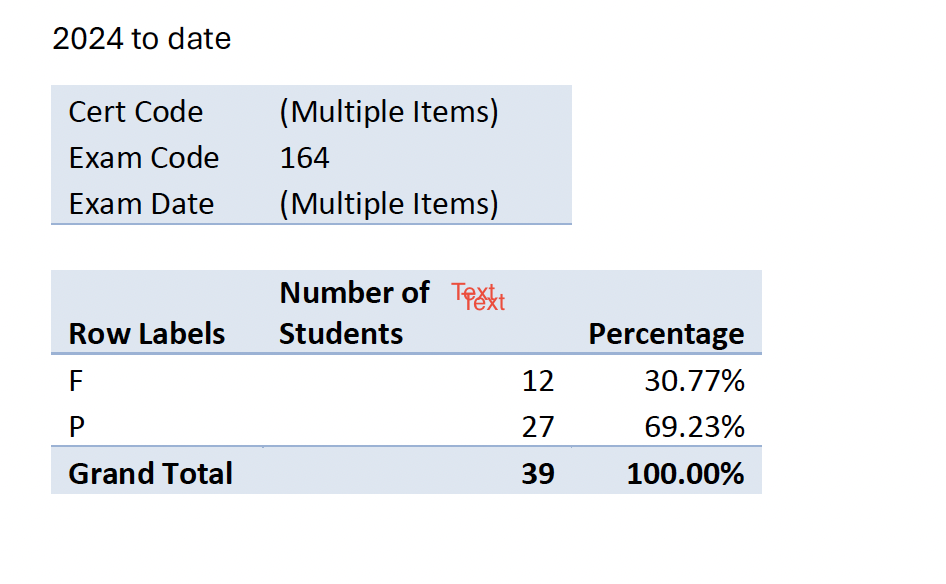 2024 to date
Cert Code (Multiple Items)
Exam Code 164
Exam Date (Multiple Items)
Number of Text Text
Row Labels Students Percentage
F 12 30.77%
P 27 69.23%
Grand Total 39 100.00%